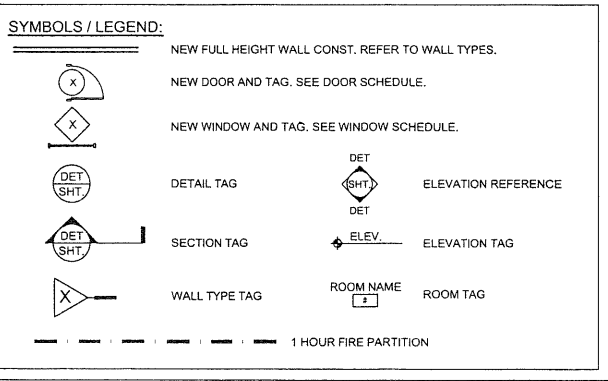 SYMBOLS / LEGEND:
NEW FULL HEIGHT WALL CONST. REFER TO WALL TYPES.
X
NEW DOOR AND TAG. SEE DOOR SCHEDULE.
X
NEW WINDOW AND TAG. SEE WINDOW SCHEDULE.
DET
SHT.
DETAIL TAG
DET
SHT.
DET
ELEVATION REFERENCE
DET
SHT.
SECTION TAG
ELEV.
ELEVATION TAG
X
WALL TYPE TAG
ROOM NAME
#
ROOM TAG
1 HOUR FIRE PARTITION